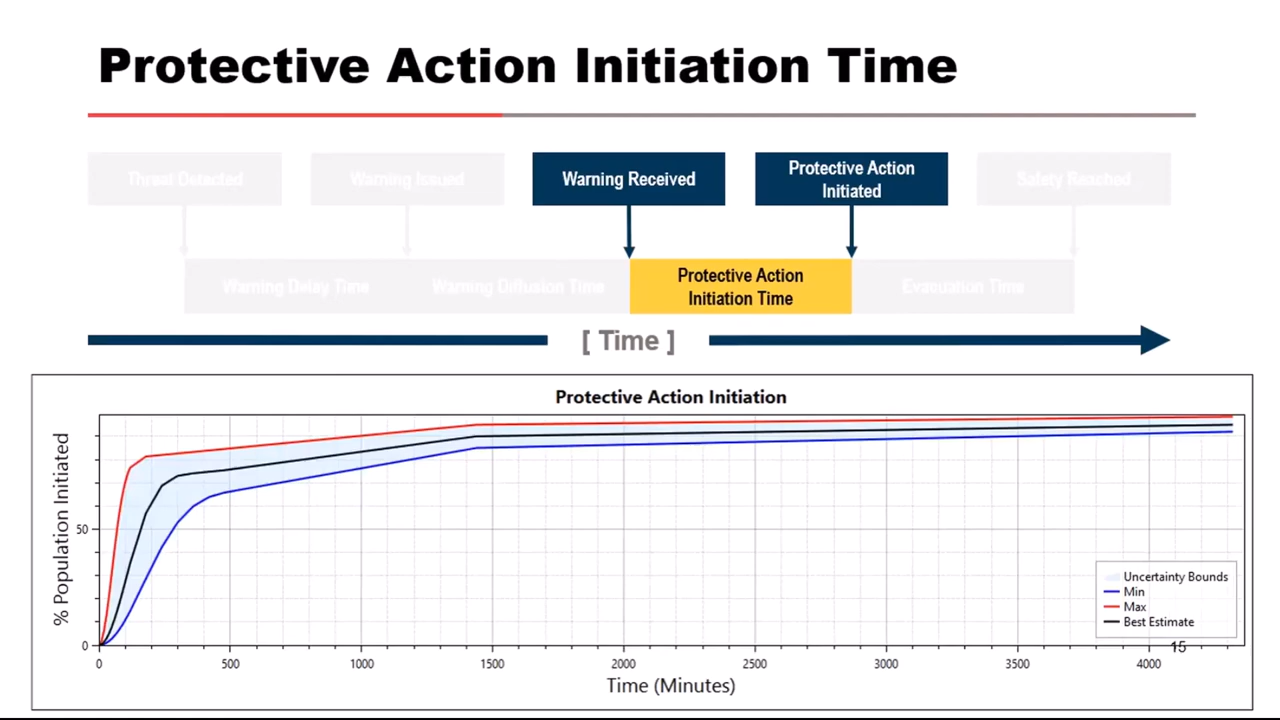 Protective Action Initiation Time
Threat Detected
Warning Issued
Warning Received
Protective Action
Initiated
Safety Reached
Warning Delay Time
Warning Diffusion Time
Protective Action
Initiation Time
Evacuation Time
[ Time ]
Protective Action Initiation
% Population Initiated
50
0
Uncertainty Bounds
Min
Max
Best Estimate
15
0 500 1000 1500 2000 2500 3000 3500 4000
Time (Minutes)